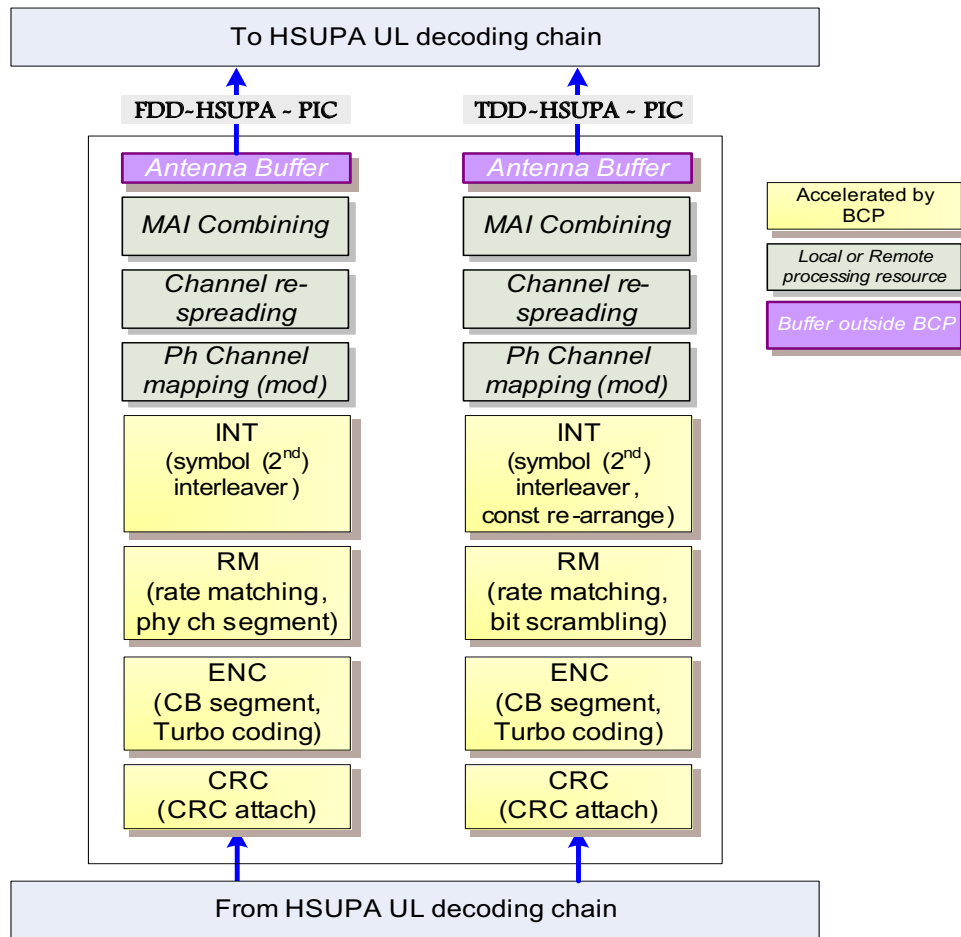 To HSUPA UL decoding chain
FDD-HSUPA - PIC
TDD-HSUPA - PIC
Antenna Buffer
MAI Combining
Channel re-
spreading
Ph Channel
mapping (mod)
INT
(symbol (2nd)
interleaver)
RM
(rate matching,
phy ch segment)
ENC
(CB segment,
Turbo coding)
CRC
(CRC attach)
Antenna Buffer
MAI Combining
Channel re-
spreading
Ph Channel
mapping (mod)
INT
(symbol (2nd)
interleaver,
const re-arrange)
RM
(rate matching,
bit scrambling)
ENC
(CB segment,
Turbo coding)
CRC
(CRC attach)
Accelerated by
BCP
Local or Remote
processing resource
Buffer outside BCP
From HSUPA UL decoding chain